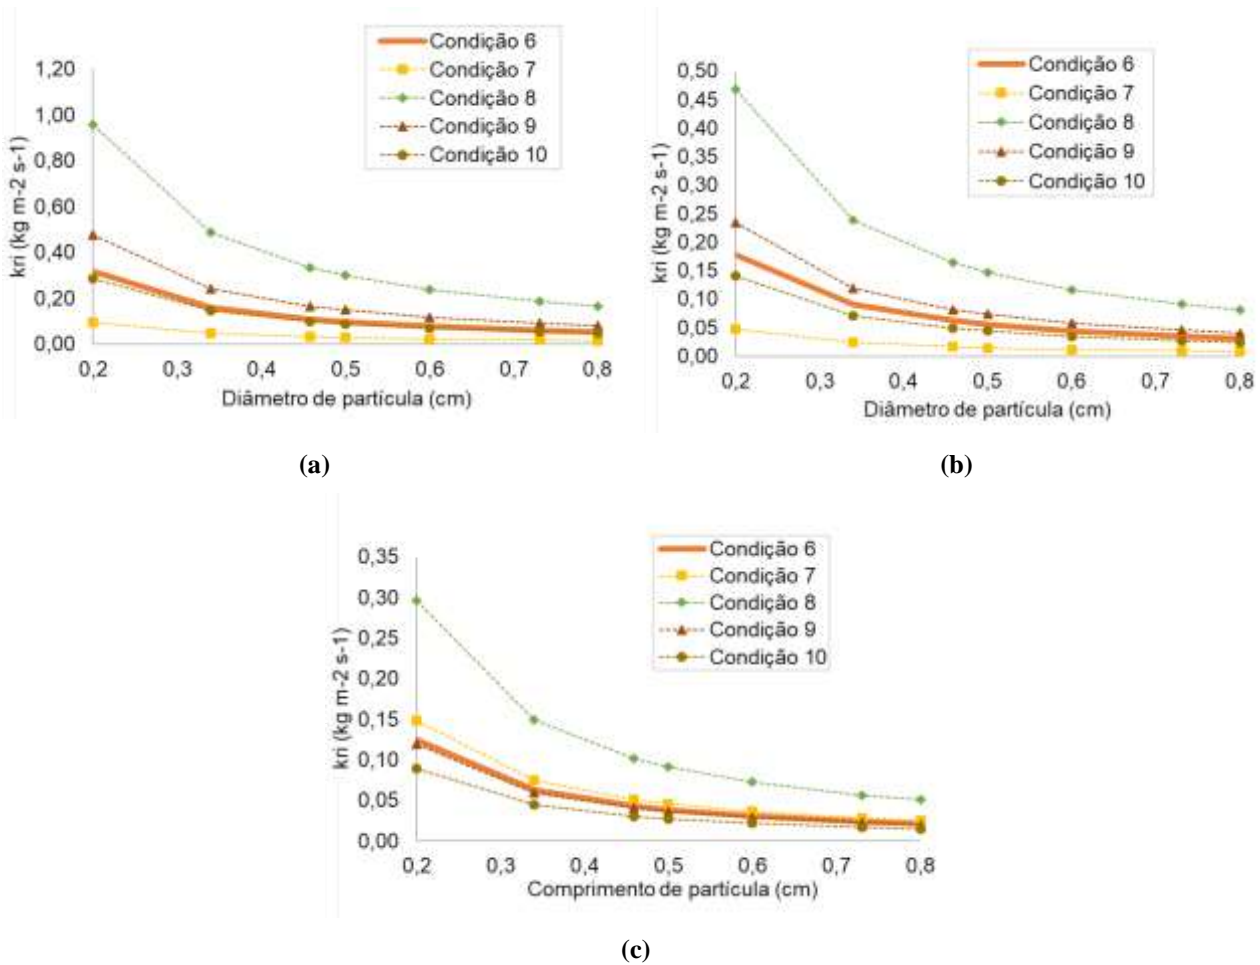 Condição 6
Condição 7
Condição 8
Condição 9
Condição 10
1,20
1,00
0,80
0,60
0,40
0,20
0,00
kri (kg m-2 s-1)
0,2 0,3 0,4 0,5 0,6 0,7 0,8
Diâmetro de partícula (cm)
(a)
Condição 6
Condição 7
Condição 8
Condição 9
Condição 10
0,50
0,45
0,40
0,35
0,30
0,25
0,20
0,15
0,10
0,05
0,00
kri (kg m-2 s-1)
0,2 0,3 0,4 0,5 0,6 0,7 0,8
Diâmetro de partícula (cm)
(b)
Condição 6
Condição 7
Condição 8
Condição 9
Condição 10
0,35
0,30
0,25
0,20
0,15
0,10
0,05
0,00
kri (kg m-2 s-1)
0,2 0,3 0,4 0,5 0,6 0,7 0,8
Comprimento de partícula (cm)
(c)